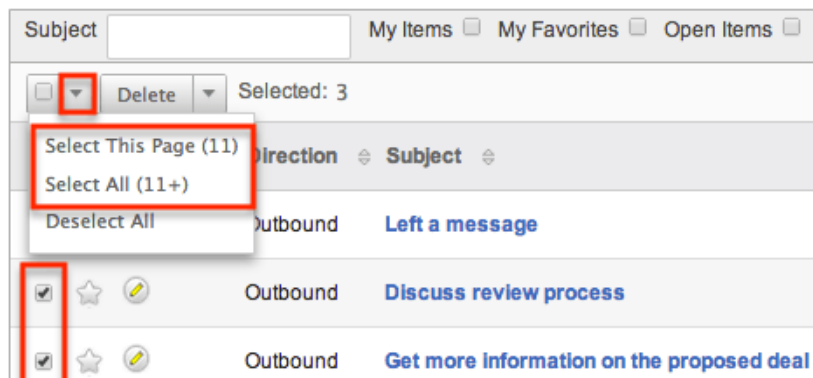 Subject My Items My Favorites Open Items
Delete Selected: 3
Select This Page (11)
Direction Subject
Select All (11+)
Deselect All
Outbound Left a message
Outbound Discuss review process
Outbound Get more information on the proposed deal